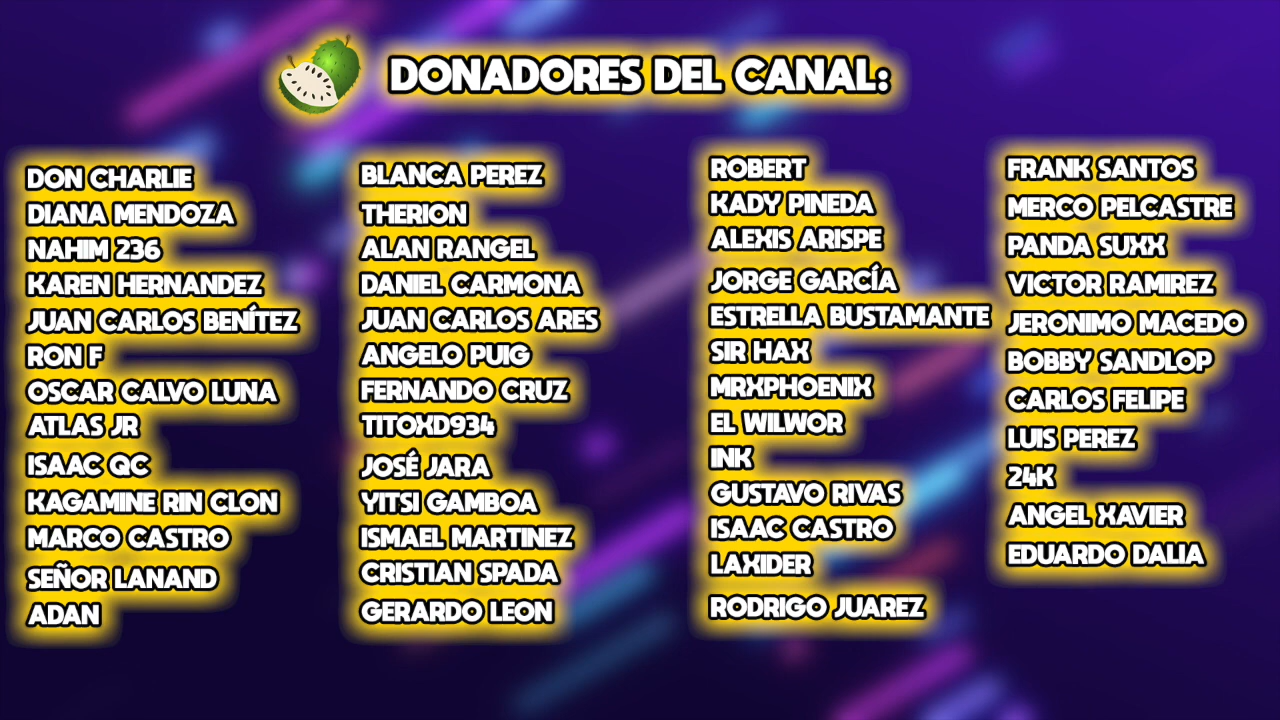 DONADORES DEL CANAL:
DON CHARLIE
DIANA MENDOZA
NAHIM 236
KAREN HERNANDEZ
JUAN CARLOS BENÍTEZ
RON F
OSCAR CALVO LUNA
ATLAS JR
ISAAC QC
KAGAMINE RIN CLON
MARCO CASTRO
SEÑOR LANAND
ADAN
BLANCA PEREZ
THERION
ALAN RANGEL
DANIEL CARMONA
JUAN CARLOS ARES
ANGELO PUIG
FERNANDO CRUZ
TITOXD934
JOSÉ JARA
YITSI GAMBOA
ISMAEL MARTINEZ
CRISTIAN SPADA
GERARDO LEON
ROBERT
KADY PINEDA
ALEXIS ARISPE
JORGE GARCÍA
ESTRELLA BUSTAMANTE
SIR HAX
MRXPHOENIX
EL WILWOR
INK
GUSTAVO RIVAS
ISAAC CASTRO
LAXIDER
RODRIGO JUAREZ
FRANK SANTOS
MERCO PELCASTRE
PANDA SUXX
VICTOR RAMIREZ
JERONIMO MACEDO
BOBBY SANDLOP
CARLOS FELIPE
LUIS PEREZ
24K
ANGEL XAVIER
EDUARDO DALIA